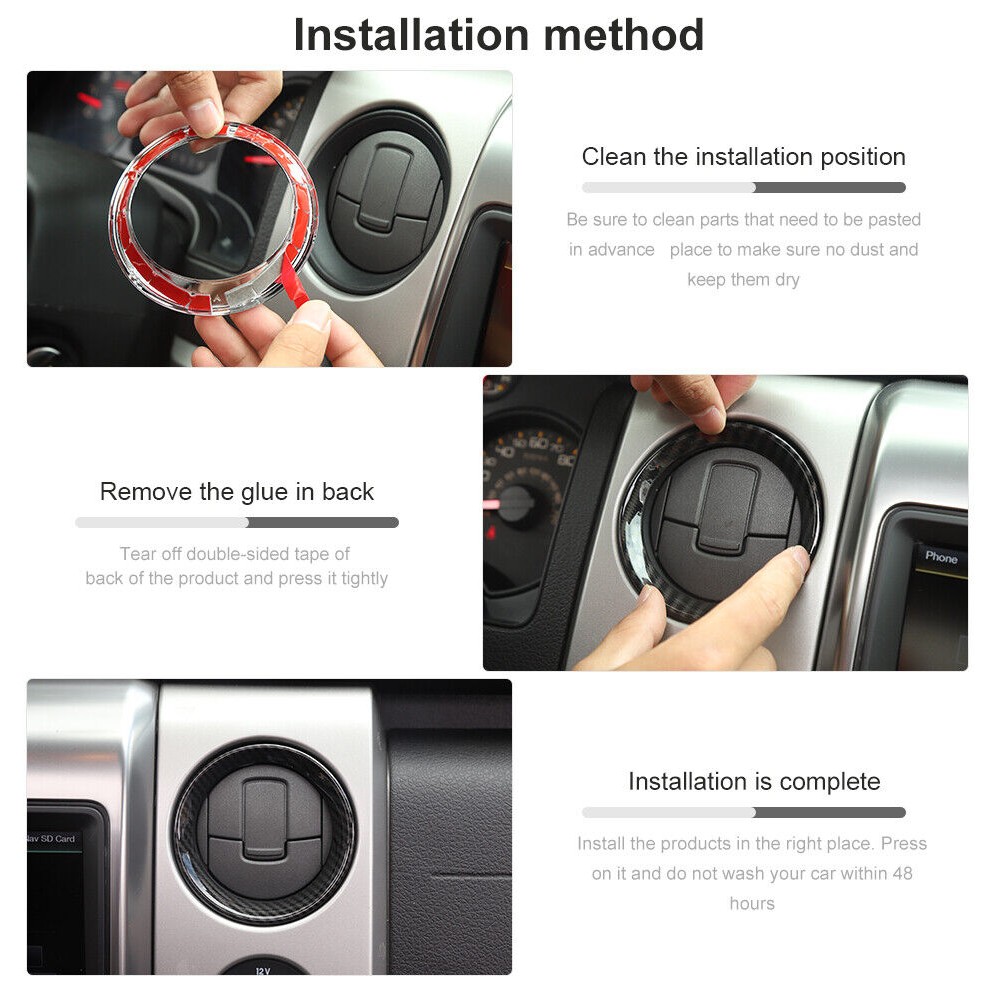 Installation method
Clean the installation position
Be sure to clean parts that need to be pasted
in advance place to make sure no dust and
keep them dry
Remove the glue in back
Tear off double-sided tape of
back of the product and press it tightly
40 60 80
Phone
Nav SD Card
Installation is complete
Install the products in the right place. Press
on it and do not wash your car within 48
hours
12V